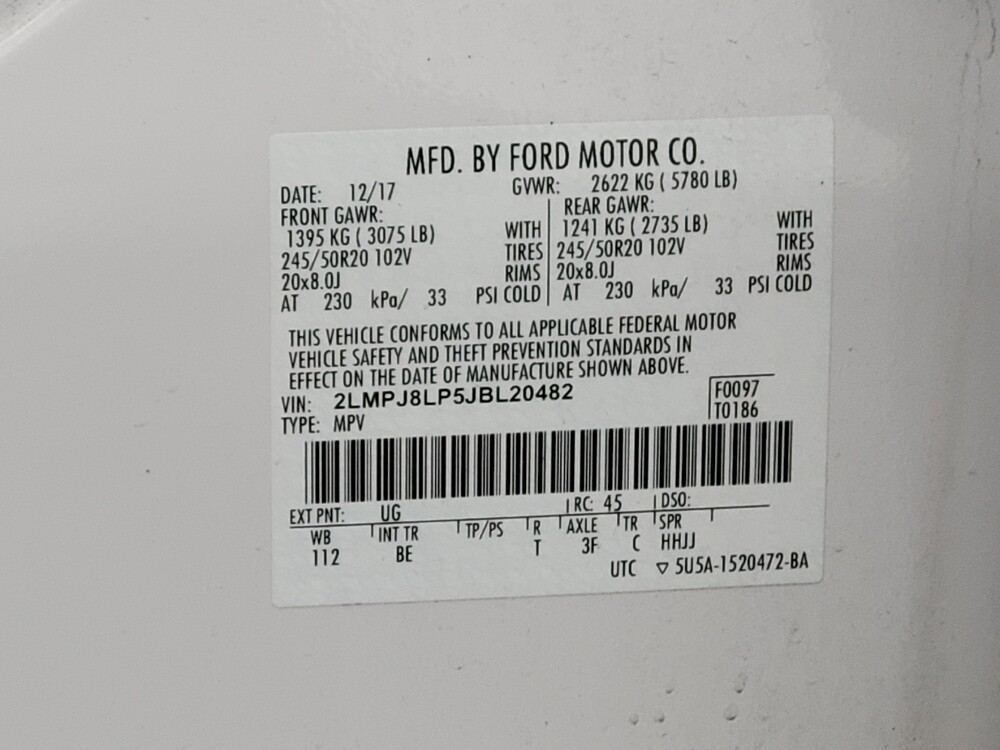 MFD. BY FORD MOTOR CO.
DATE: 12/17 GVWR: 2622 KG ( 5780 LB)
FRONT GAWR: REAR GAWR:
1395 KG ( 3075 LB) WITH 1241 KG ( 2735 LB) WITH
245/50R20 102V TIRES 245/50R20 102V TIRES
20x8.0J RIMS 20x8.0J RIMS
AT 230 kPa/ 33 PSI COLD AT 230 kPa/ 33 PSI COLD
THIS VEHICLE CONFORMS TO ALL APPLICABLE FEDERAL MOTOR
VEHICLE SAFETY AND THEFT PREVENTION STANDARDS IN
EFFECT ON THE DATE OF MANUFACTURE SHOWN ABOVE.
VIN: 2LMPJ8LP5JBL20482 F0097
TYPE: MPV T0186
EXT PNT: UG RC: 45 DSO:
WB INT TR TP/PS R AXLE TR SPR
112 BE T 3F C HHJJ
UTC ▽ 5U5A-1520472-BA